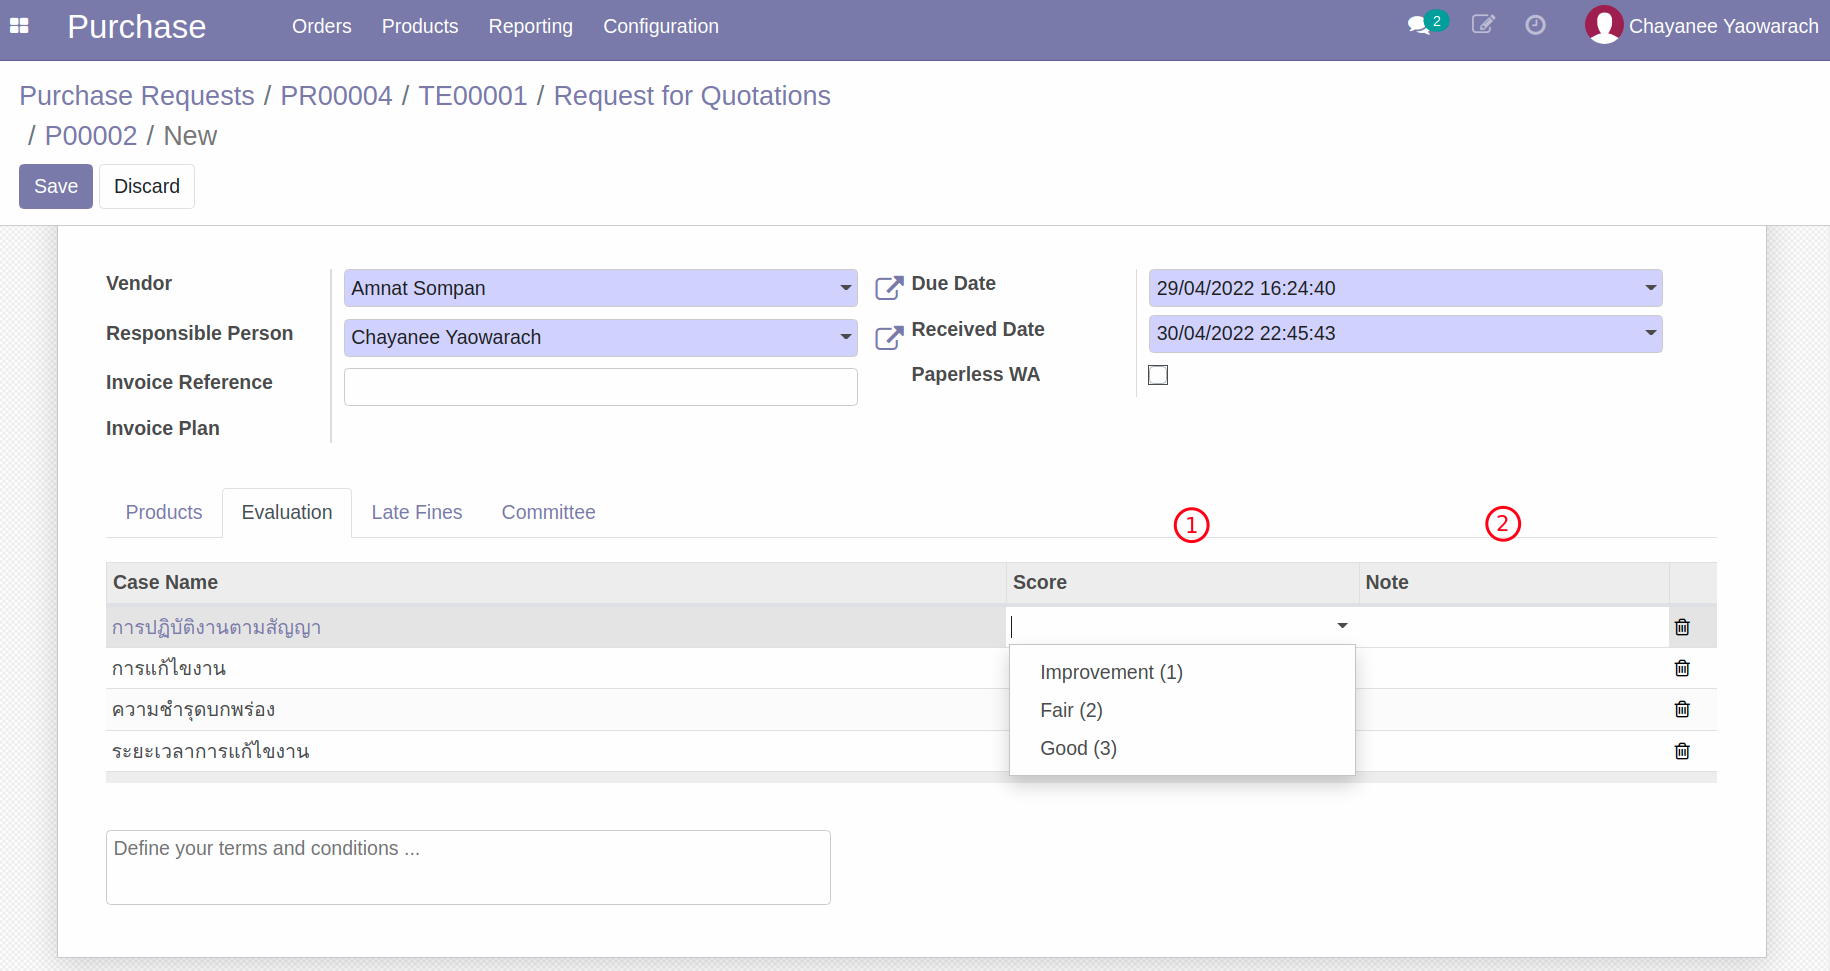 Purchase Orders Products Reporting Configuration 2 Chayanee Yaowarach
Purchase Requests / PR00004 / TE00001 / Request for Quotations
/ P00002 / New
Save Discard
Vendor Amnat Sompan Due Date 29/04/2022 16:24:40
Responsible Person Chayanee Yaowarach Received Date 30/04/2022 22:45:43
Invoice Reference Paperless WA
Invoice Plan
Products Evaluation Late Fines Committee 1 2
Case Name Score Note
การปฏิบัติงานตามสัญญา
การแก้ไขงาน Improvement (1)
ความชำรุดบกพร่อง Fair (2)
ระยะเวลาการแก้ไขงาน Good (3)
Define your terms and conditions ...